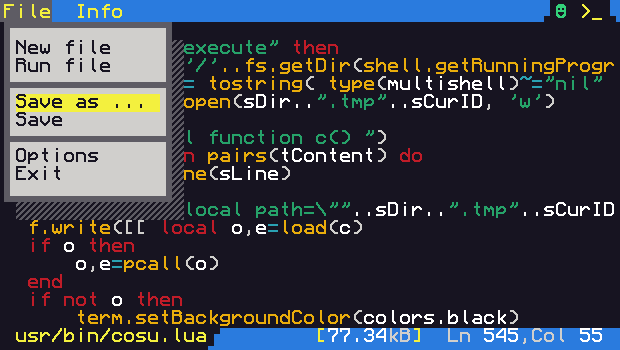 File Info >_
New file
Run file
Save as ...
Save
Options
Exit
execute" then
'/'..fs.getDir(shell.getRunningProgr
= tostring( type(multishell)~="nil"
open(sDir..".tmp"..sCurID, 'w')
l function c() ")
n pairs(tContent) do
ne(sLine)
local path=\""..sDir..".tmp"..sCurID
f.write([[ local o,e=load(c)
if o then
o,e=pcall(o)
end
if not o then
term.setBackgroundColor(colors.black)
usr/bin/cosu.lua [77.34kB] Ln 545,Col 55